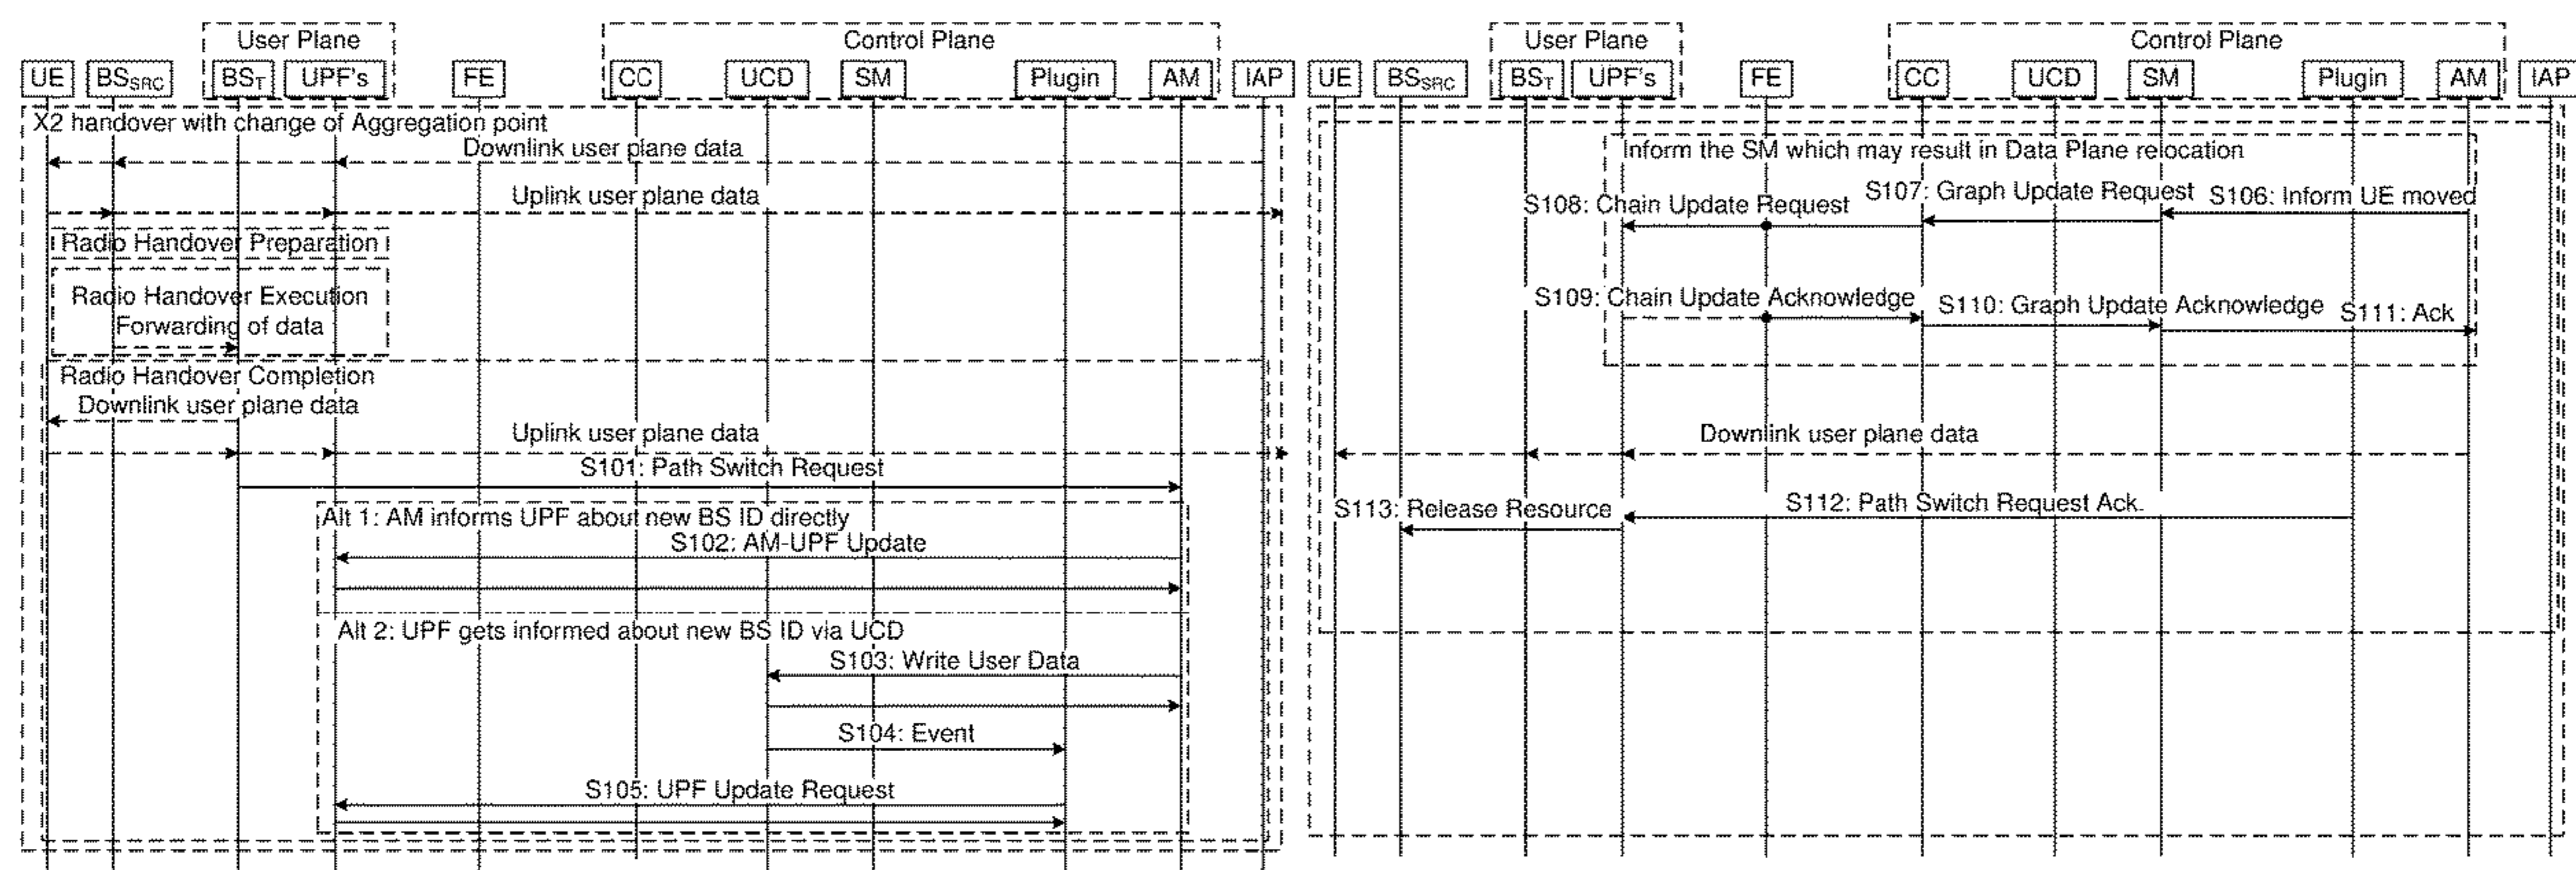 User Plane
Control Plane
UE BS_SRC BS_T UPF's FE CC UCD SM Plugin AM IAP
X2 handover with change of Aggregation point
Downlink user plane data
Uplink user plane data
Radio Handover Preparation
Radio Handover Execution
Forwarding of data
Radio Handover Completion
Downlink user plane data
Uplink user plane data
S101: Path Switch Request
Alt 1: AM informs UPF about new BS ID directly
S102: AM-UPF Update
Alt 2: UPF gets informed about new BS ID via UCD
S103: Write User Data
S104: Event
S105: UPF Update Request
User Plane
Control Plane
UE BS_SRC BS_T UPF's FE CC UCD SM Plugin AM IAP
Inform the SM which may result in Data Plane relocation
S108: Chain Update Request
S107: Graph Update Request
S106: Inform UE moved
S109: Chain Update Acknowledge
S110: Graph Update Acknowledge
S111: Ack
Downlink user plane data
S113: Release Resource
S112: Path Switch Request Ack.